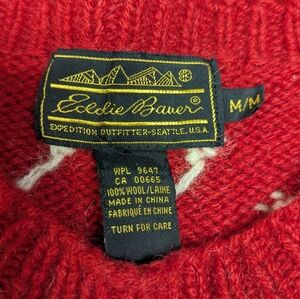 Eddie Bauer®
EXPEDITION OUTFITTER-SEATTLE, U.S.A.
M/M
WPL 9647
CA 00665
100% WOOL/LAINE
MADE IN CHINA
FABRIQUÉ EN CHINE
TURN FOR CARE